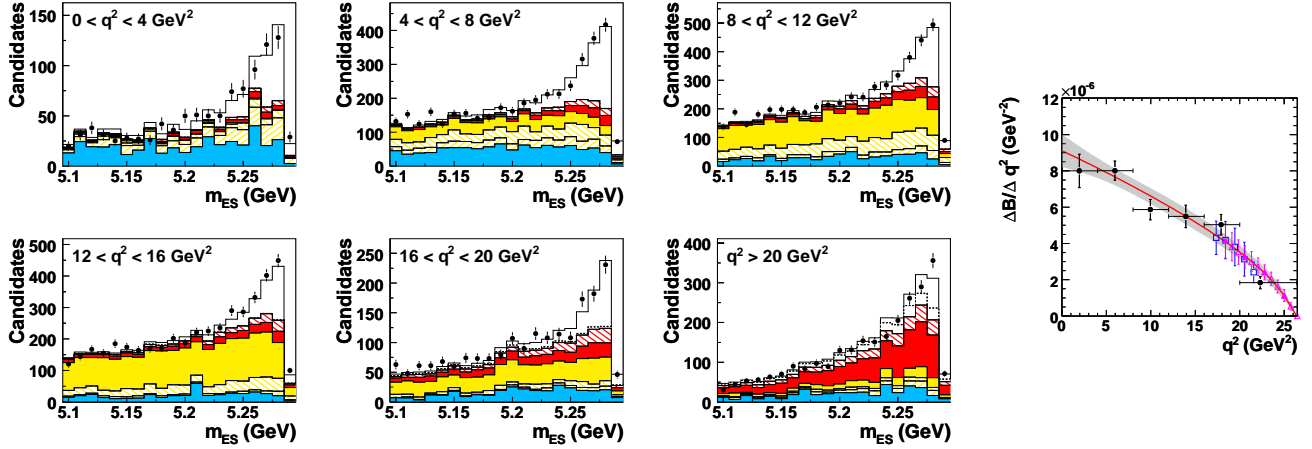 0 < q² < 4 GeV²
Candidates
150
100
50
0
5.1 5.15 5.2 5.25
m_ES (GeV)
4 < q² < 8 GeV²
Candidates
400
300
200
100
0
5.1 5.15 5.2 5.25
m_ES (GeV)
8 < q² < 12 GeV²
Candidates
500
400
300
200
100
0
5.1 5.15 5.2 5.25
m_ES (GeV)
12 < q² < 16 GeV²
Candidates
500
400
300
200
100
0
5.1 5.15 5.2 5.25
m_ES (GeV)
16 < q² < 20 GeV²
Candidates
250
200
150
100
50
0
5.1 5.15 5.2 5.25
m_ES (GeV)
q² > 20 GeV²
Candidates
400
300
200
100
0
5.1 5.15 5.2 5.25
m_ES (GeV)
×10⁻⁶
ΔB/Δ q² (GeV⁻²)
12
10
8
6
4
2
0
0 5 10 15 20 25
q² (GeV²)